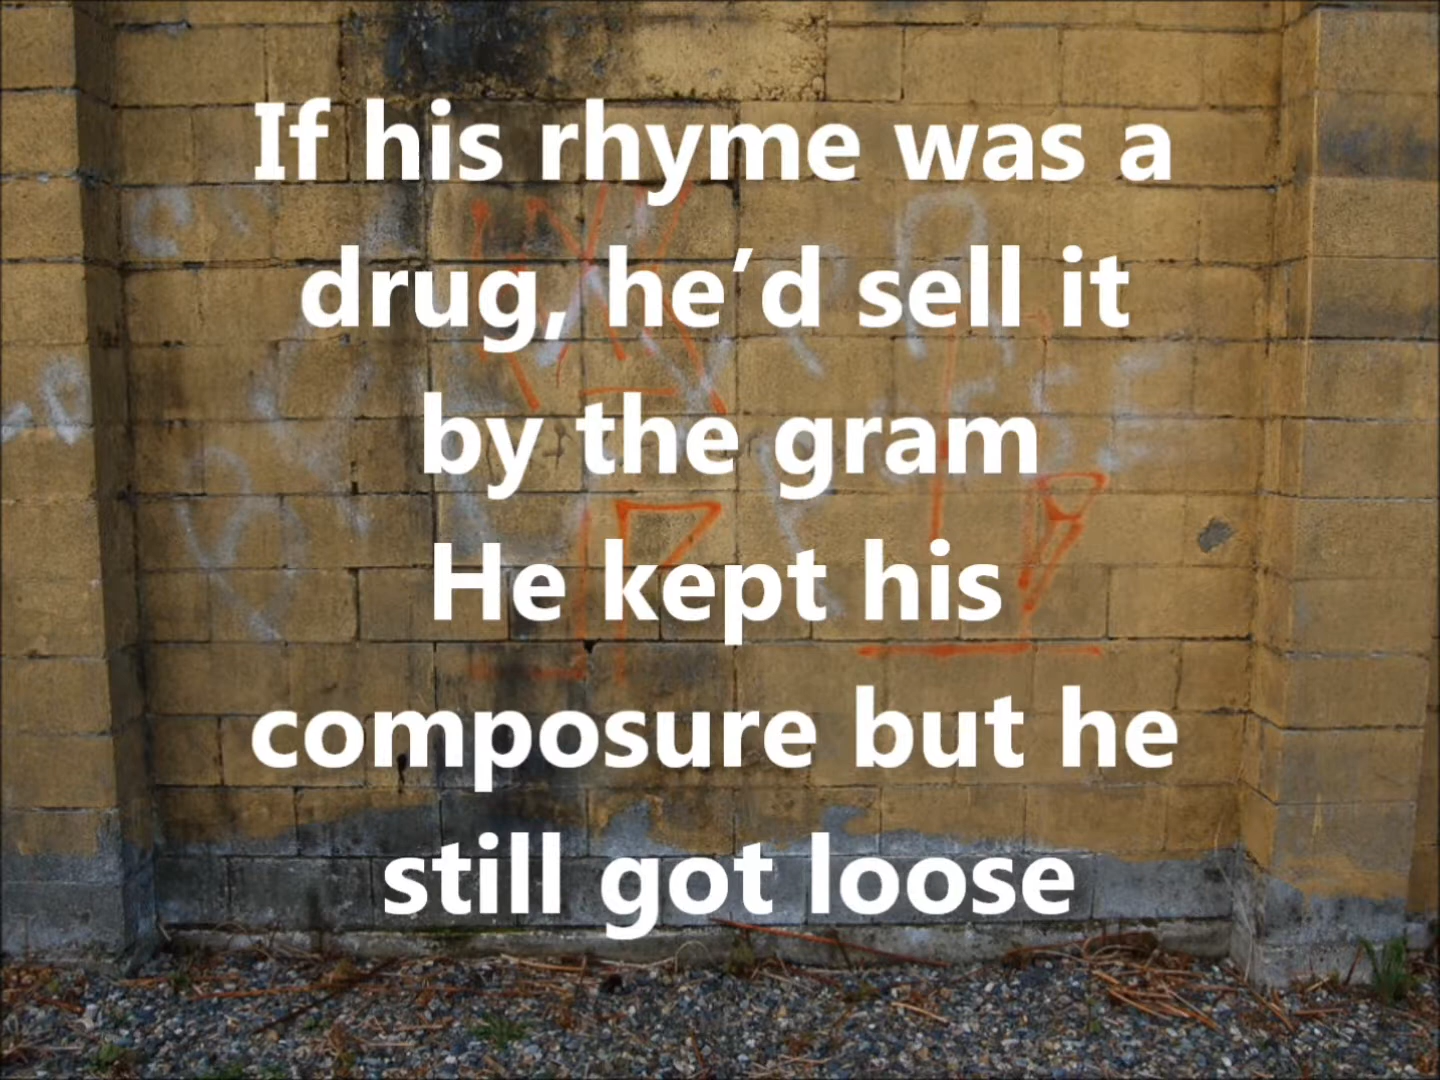 If his rhyme was a
drug, he’d sell it
by the gram
He kept his
composure but he
still got loose